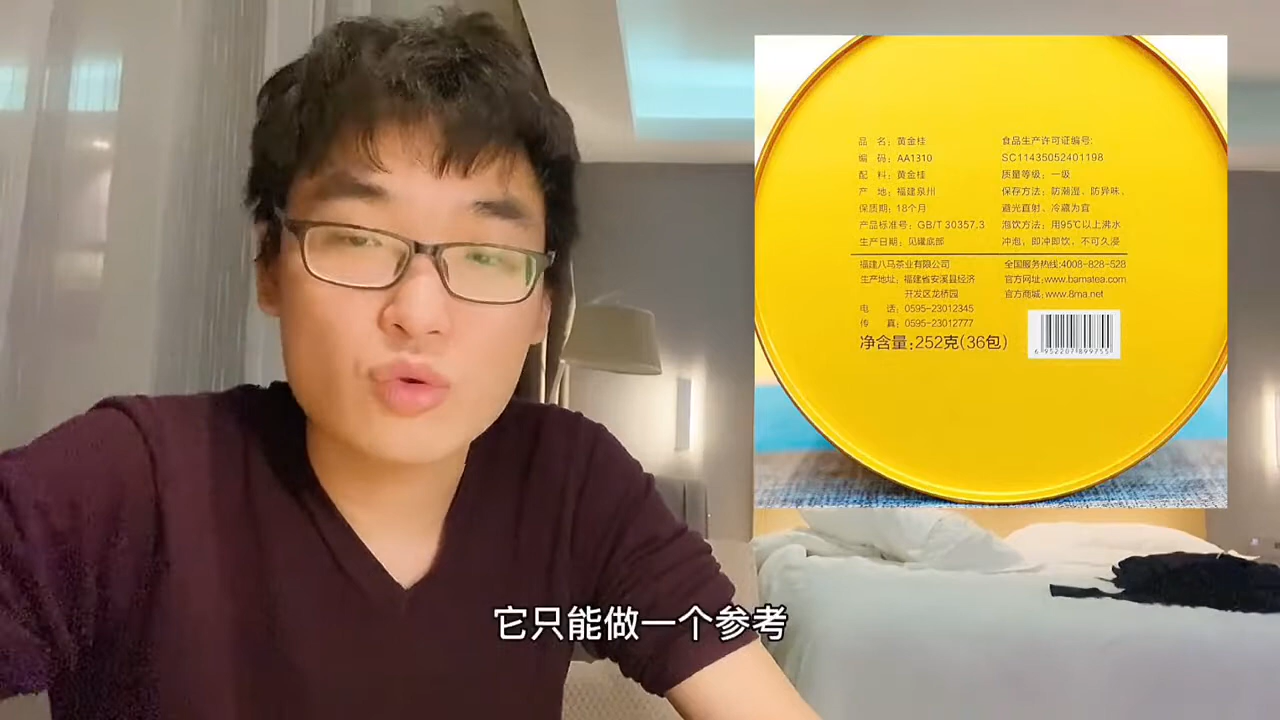 品 名：黄金桂
编 码：AA1310
配 料：黄金桂
产 地：福建泉州
保质期：18个月
产品标准号：GB/T 30357.3
生产日期：见罐底部
食品生产许可证编号:
SC11435052401198
质量等级：一级
保存方法：防潮湿、防异味、
避光直射、冷藏为宜
泡饮方法：用95℃以上沸水
冲泡，即冲即饮，不可久浸
福建八马茶业有限公司
生产地址：福建省安溪县经济
开发区龙桥园
电 话：0595-23012345
传 真：0595-23012777
净含量：252克(36包)
全国服务热线:4008-828-528
官方网址:www.bamatea.com
官方商城:www.8ma.net
6952207899755
它只能做一个参考